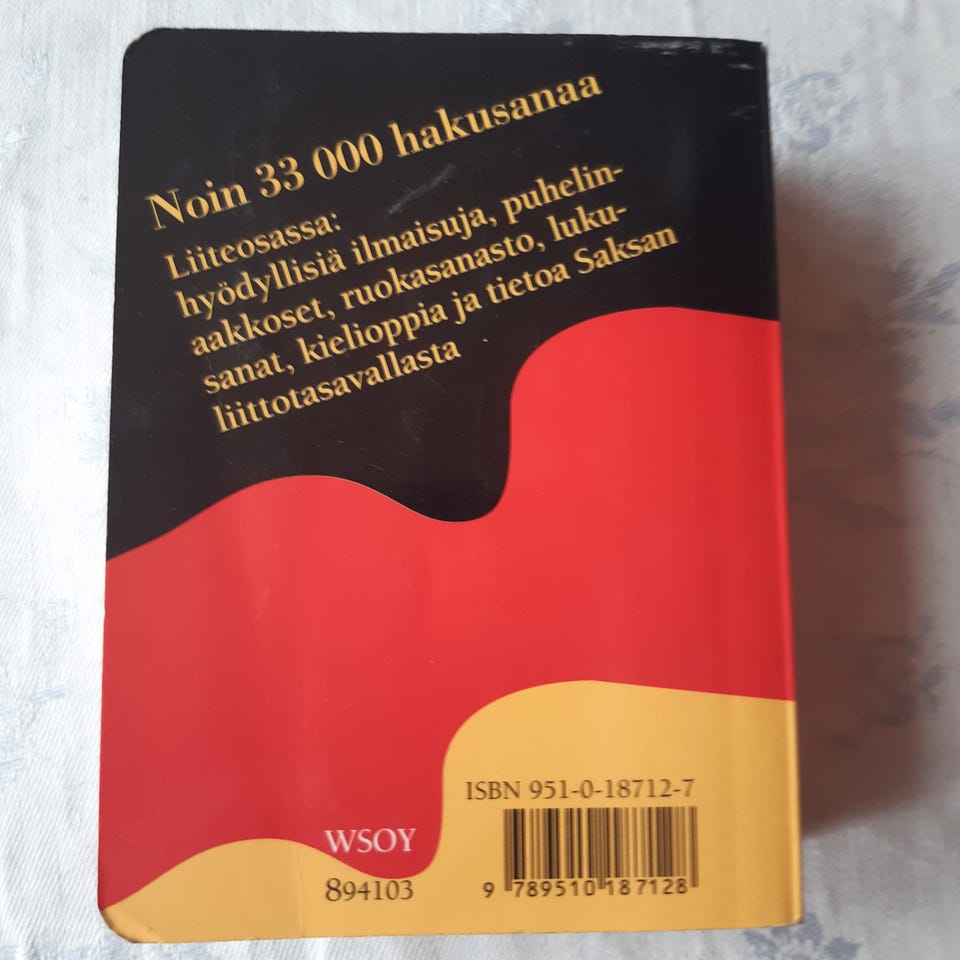 Noin 33 000 hakusanaa
Liiteosassa:
hyödyllisiä ilmaisuja, puhelin-
aakkoset, ruokasanasto, luku-
sanat, kielioppia ja tietoa Saksan
liittotasavallasta
ISBN 951-0-18712-7
WSOY
894103
9 789510 187128